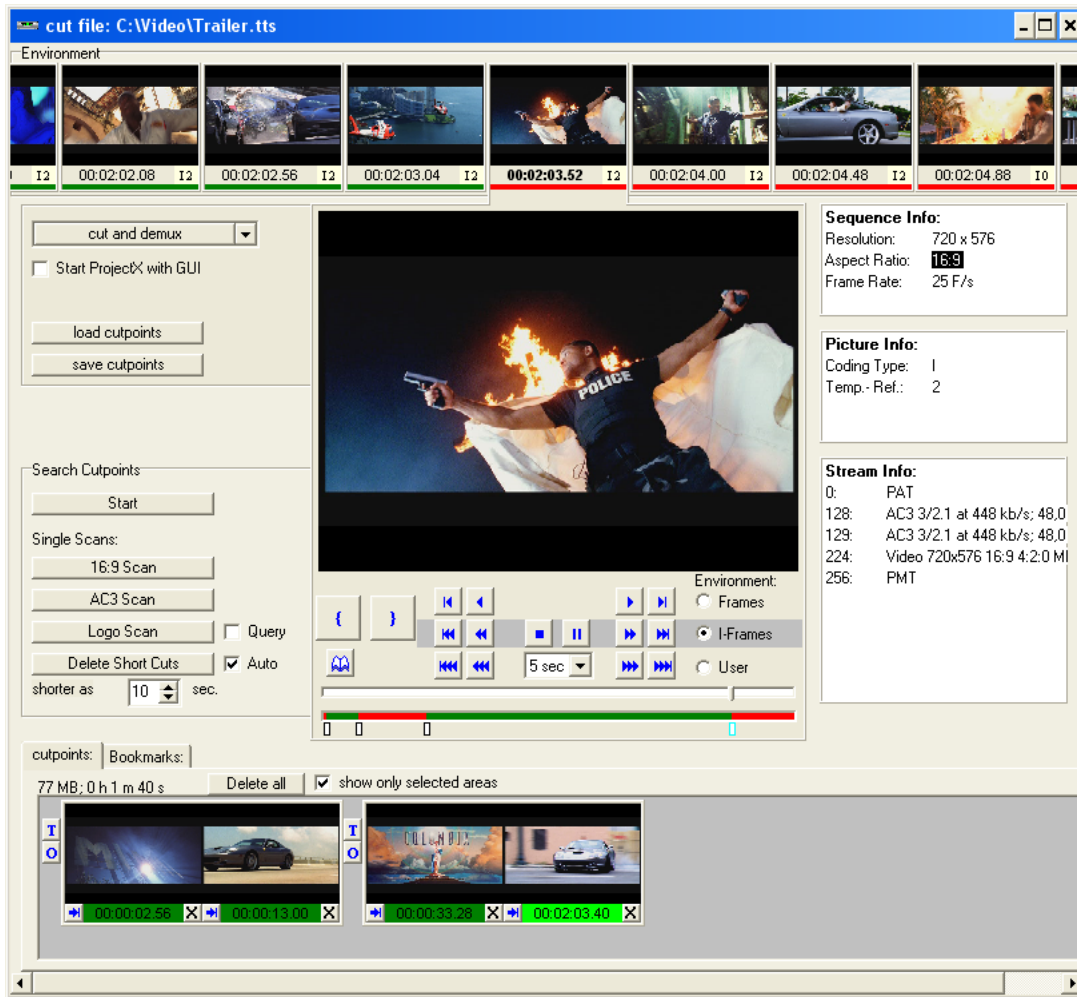 cut file: C:\Video\Trailer.tts
Environment
I2 00:02:02.08 I2 00:02:02.56 I2 00:02:03.04 I2 00:02:03.52 I2 00:02:04.00 I2 00:02:04.48 I2 00:02:04.88 I0
cut and demux
Start ProjectX with GUI
load cutpoints
save cutpoints
Search Cutpoints
Start
Single Scans:
16:9 Scan
AC3 Scan
Logo Scan Query
Delete Short Cuts Auto
shorter as 10 sec.
POLICE
{ }
5 sec
Environment:
Frames
I-Frames
User
Sequence Info:
Resolution: 720 x 576
Aspect Ratio: 16:9
Frame Rate: 25 F/s
Picture Info:
Coding Type: I
Temp.- Ref.: 2
Stream Info:
0: PAT
128: AC3 3/2.1 at 448 kb/s; 48,0
129: AC3 3/2.1 at 448 kb/s; 48,0
224: Video 720x576 16:9 4:2:0 M
256: PMT
cutpoints: Bookmarks:
77 MB; 0 h 1 m 40 s Delete all show only selected areas
T T
O O
COLUMBIA
00:00:02.56 X 00:00:13.00 X 00:00:33.28 X 00:02:03.40 X